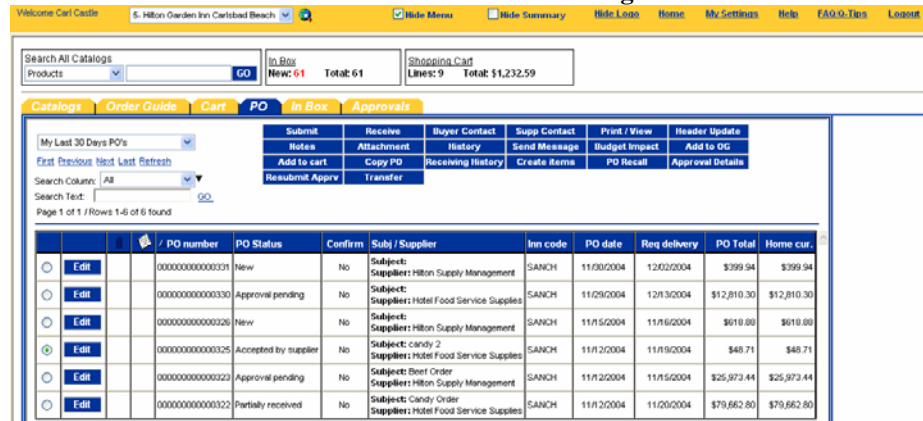 Welcome Carl Castle 5- Hilton Garden Inn Carlsbad Beach Hide Menu Hide Summary Hide Logo Home My Settings Help FAQ/Q-Tips Logout
Search All Catalogs
Products GO
In Box
New: 61 Total: 61
Shopping Cart
Lines: 9 Total: $1,232.59
Catalogs Order Guide Cart PO In Box Approvals
My Last 30 Days PO's
First Previous Next Last Refresh
Search Column: All
Search Text: GO
Page 1 of 1 / Rows 1-6 of 6 found
Submit Receive Buyer Contact Supp Contact Print / View Header Update
Notes Attachment History Send Message Budget Impact Add to OG
Add to cart Copy PO Receiving History Create items PO Recall Approval Details
Resubmit Apprv Transfer
/ PO number PO Status Confirm Subj / Supplier Inn code PO date Req delivery PO Total Home cur.
Edit 000000000000331 New No Subject: Supplier: Hilton Supply Management SANCH 11/30/2004 12/02/2004 $399.94 $399.94
Edit 000000000000330 Approval pending No Subject: Supplier: Hotel Food Service Supplies SANCH 11/29/2004 12/13/2004 $12,810.30 $12,810.30
Edit 000000000000326 New No Subject: Supplier: Hilton Supply Management SANCH 11/15/2004 11/16/2004 $618.88 $618.88
Edit 000000000000325 Accepted by supplier No Subject: candy 2 Supplier: Hotel Food Service Supplies SANCH 11/12/2004 11/19/2004 $48.71 $48.71
Edit 000000000000323 Approval pending No Subject: Beef Order Supplier: Hilton Supply Management SANCH 11/12/2004 11/15/2004 $25,973.44 $25,973.44
Edit 000000000000322 Partially received No Subject: Candy Order Supplier: Hotel Food Service Supplies SANCH 11/12/2004 11/20/2004 $79,662.80 $79,662.80